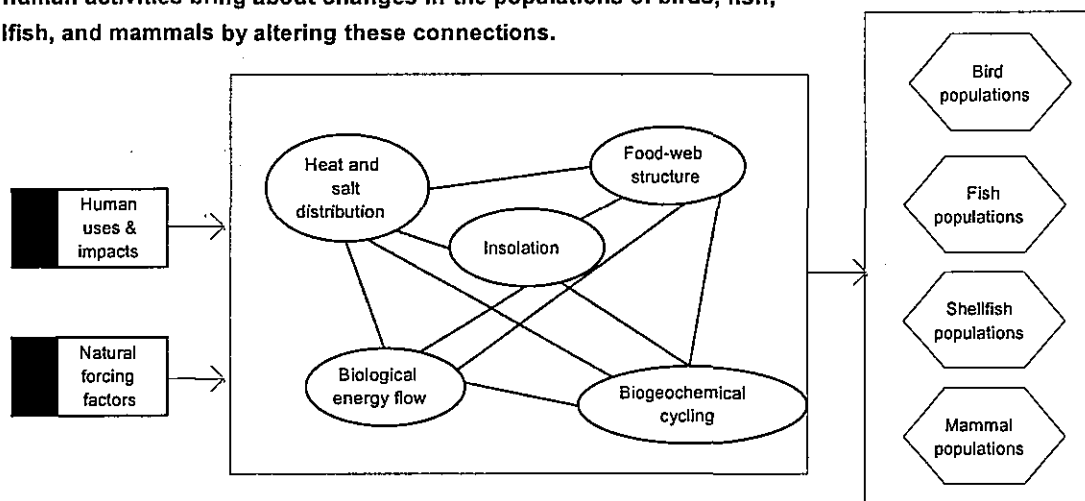 Human activities bring about changes in the populations of birds, fish,
lfish, and mammals by altering these connections.
Human
uses &
impacts
Natural
forcing
factors
Heat and
salt
distribution
Food-web
structure
Insolation
Biological
energy flow
Biogeochemical
cycling
Bird
populations
Fish
populations
Shellfish
populations
Mammal
populations